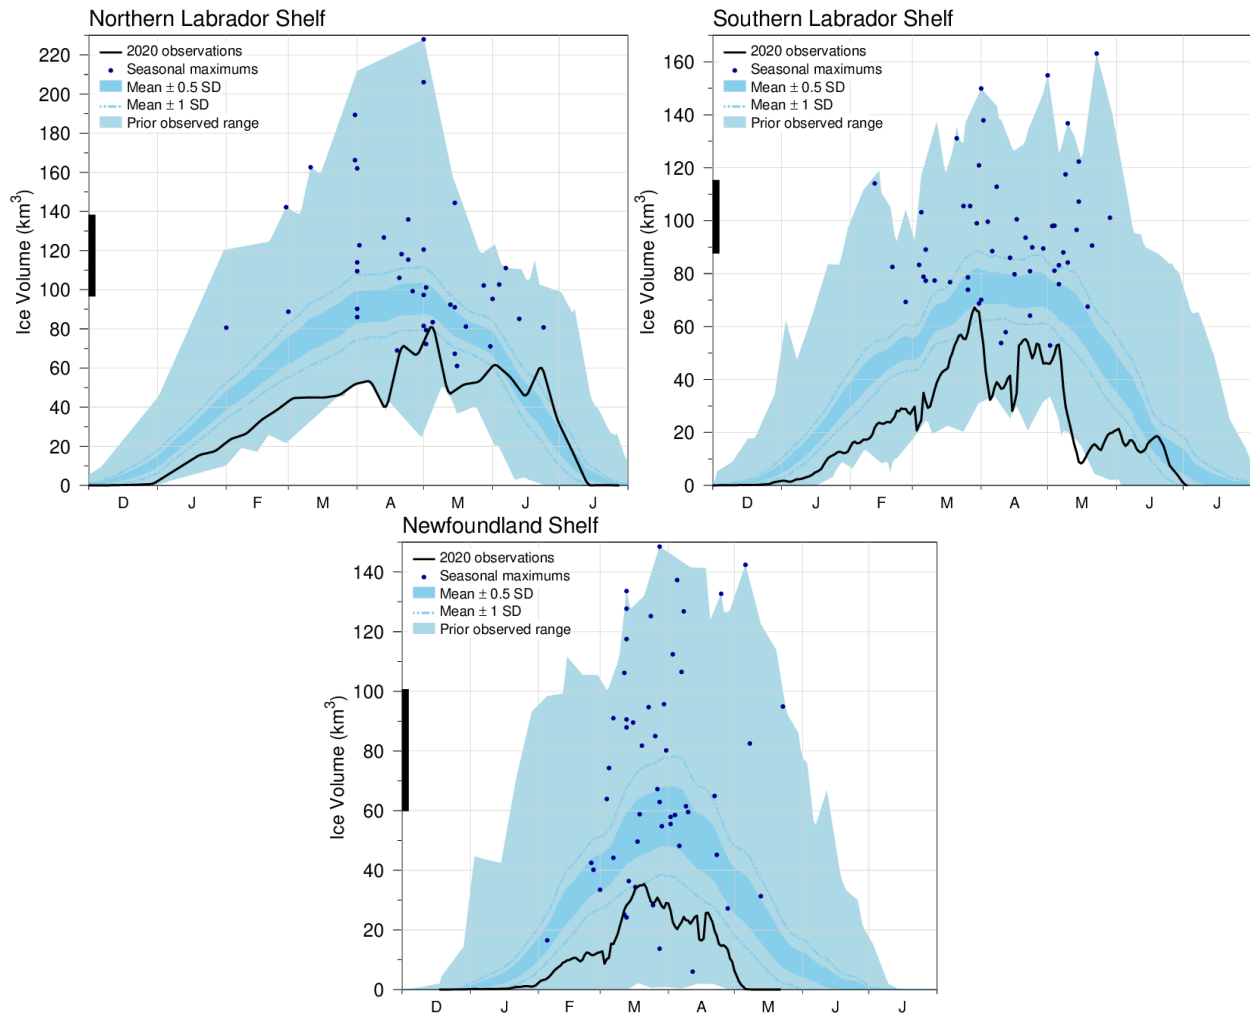 Northern Labrador Shelf
2020 observations
Seasonal maximums
Mean ± 0.5 SD
Mean ± 1 SD
Prior observed range
Ice Volume (km³)
220
200
180
160
140
120
100
80
60
40
20
0
D J F M A M J J
Southern Labrador Shelf
2020 observations
Seasonal maximums
Mean ± 0.5 SD
Mean ± 1 SD
Prior observed range
Ice Volume (km³)
160
140
120
100
80
60
40
20
0
D J F M A M J J
Newfoundland Shelf
2020 observations
Seasonal maximums
Mean ± 0.5 SD
Mean ± 1 SD
Prior observed range
Ice Volume (km³)
140
120
100
80
60
40
20
0
D J F M A M J J